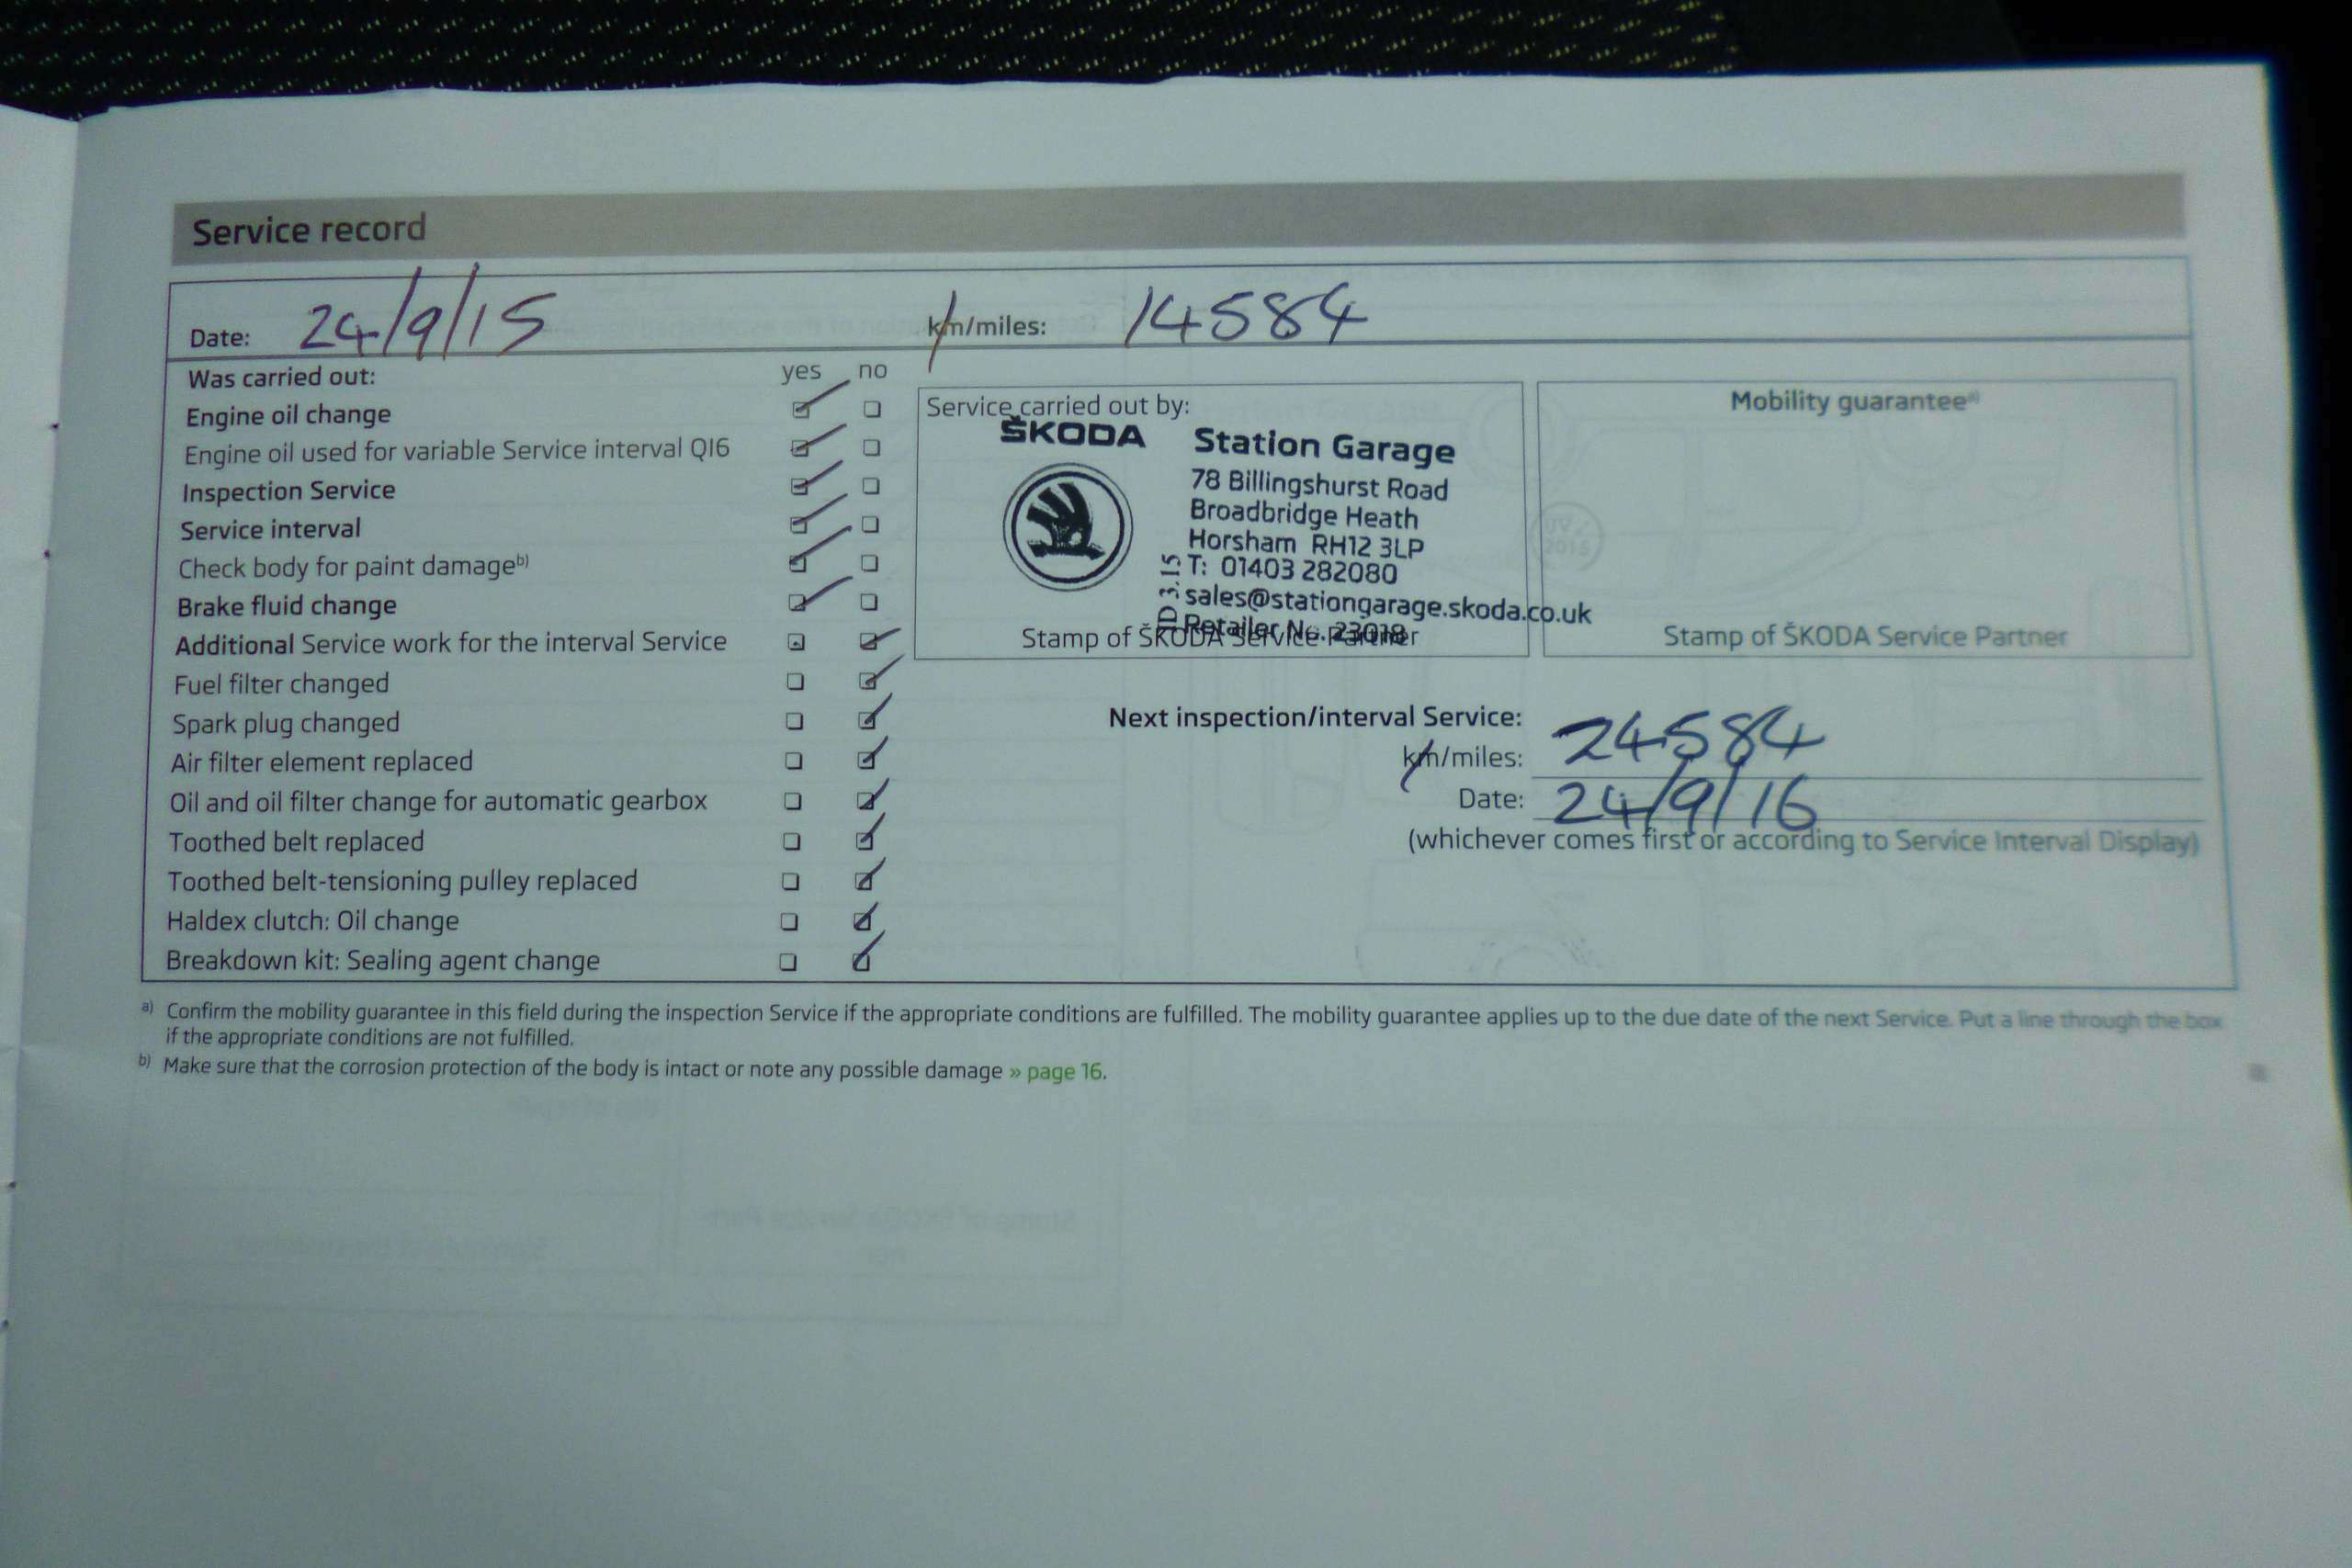 Service record
Date: 24/9/15 km/miles: 14584
Was carried out: yes no
Engine oil change
Engine oil used for variable Service interval QI6
Inspection Service
Service interval
Check body for paint damage b)
Brake fluid change
Additional Service work for the interval Service
Fuel filter changed
Spark plug changed
Air filter element replaced
Oil and oil filter change for automatic gearbox
Toothed belt replaced
Toothed belt-tensioning pulley replaced
Haldex clutch: Oil change
Breakdown kit: Sealing agent change
Service carried out by:
ŠKODA
Station Garage
78 Billingshurst Road
Broadbridge Heath
Horsham RH12 3LP
T: 01403 282080
sales@stationgarage.skoda.co.uk
Retailer No. 23018
Stamp of ŠKODA Service Partner
Mobility guarantee a)
Stamp of ŠKODA Service Partner
Next inspection/interval Service:
km/miles: 24584
Date: 24/9/16
(whichever comes first or according to Service Interval Display)
a) Confirm the mobility guarantee in this field during the inspection Service if the appropriate conditions are fulfilled. The mobility guarantee applies up to the due date of the next Service. Put a line through the box
if the appropriate conditions are not fulfilled.
b) Make sure that the corrosion protection of the body is intact or note any possible damage » page 16.